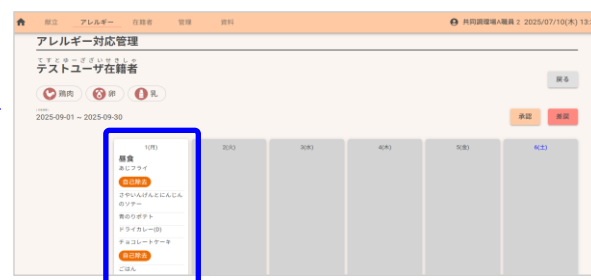 献立 アレルギー 在籍者 管理 資料 共同調理場A職員 2 2025/07/10(木) 13:
アレルギー対応管理
てすとゆーざざいせきしゃ
テストユーザ在籍者
戻る
鶏肉 卵 乳
2025-09-01 ~ 2025-09-30
承認 差戻
1(月) 2(火) 3(水) 4(木) 5(金) 6(土)
昼食
あじフライ
自己除去
さやいんげんとにんじん
のソテー
青のりポテト
ドライカレー(D)
チョコレートケーキ
自己除去
ごはん